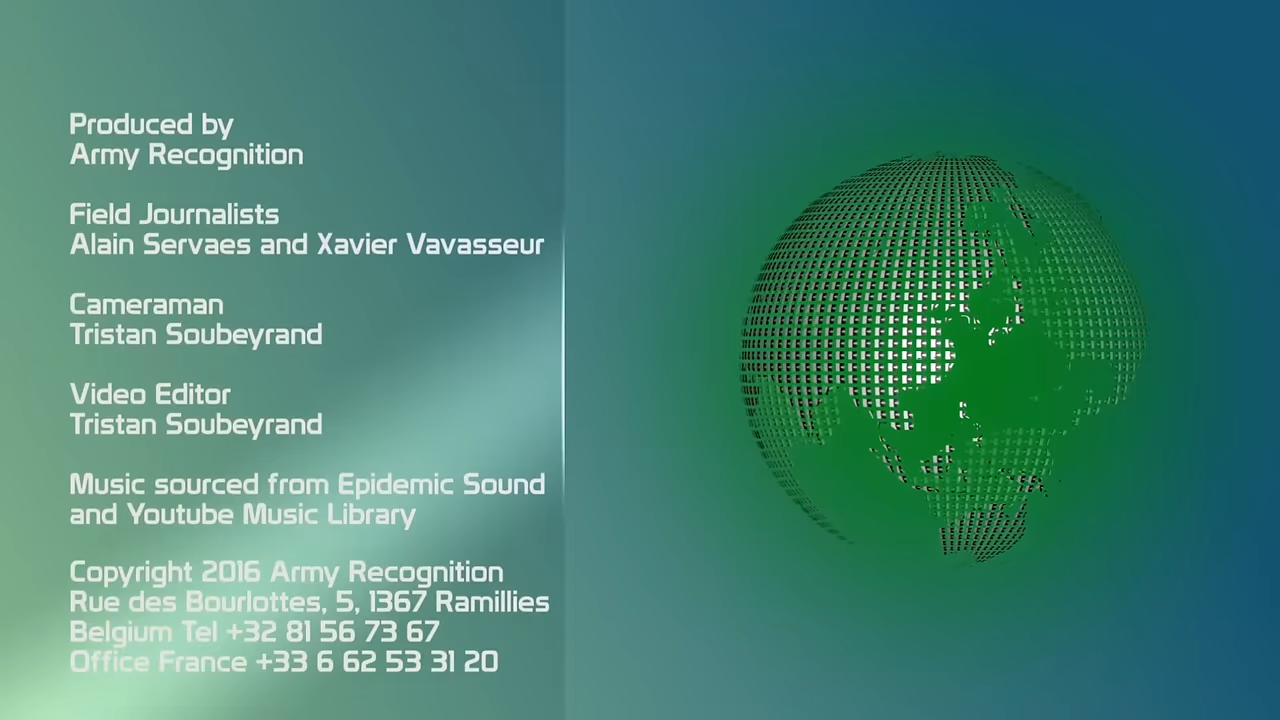 Produced by
Army Recognition
Field Journalists
Alain Servaes and Xavier Vavasseur
Cameraman
Tristan Soubeyrand
Video Editor
Tristan Soubeyrand
Music sourced from Epidemic Sound
and Youtube Music Library
Copyright 2016 Army Recognition
Rue des Bourlottes, 5, 1367 Ramillies
Belgium Tel +32 81 56 73 67
Office France +33 6 62 53 31 20